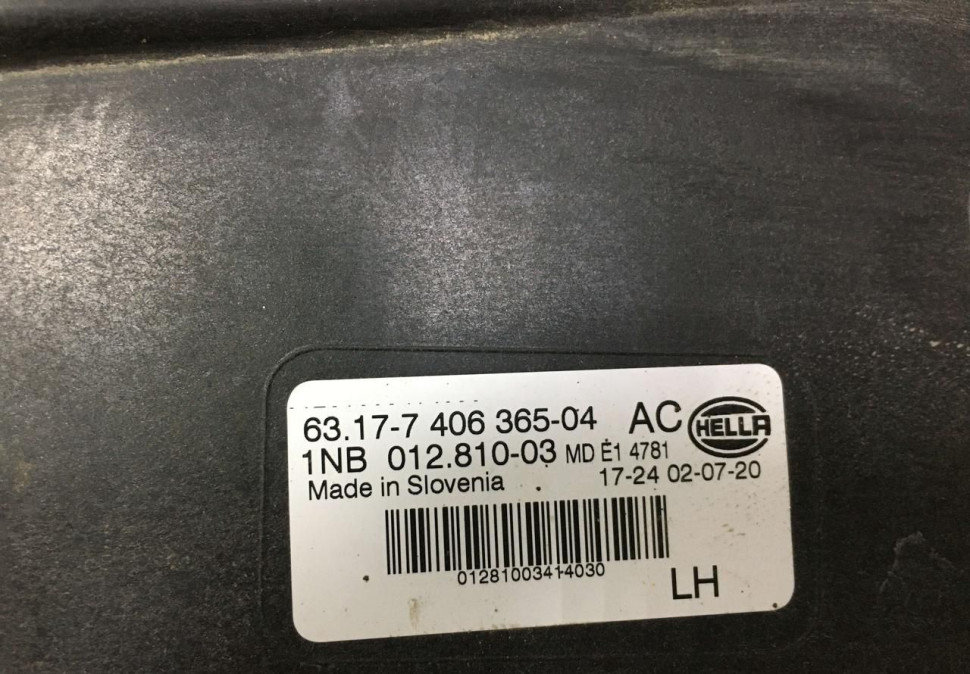 63.17-7 406 365-04 AC HELLA
1NB 012.810-03 MD E1 4781
Made in Slovenia 17-24 02-07-20
01281003414030
LH